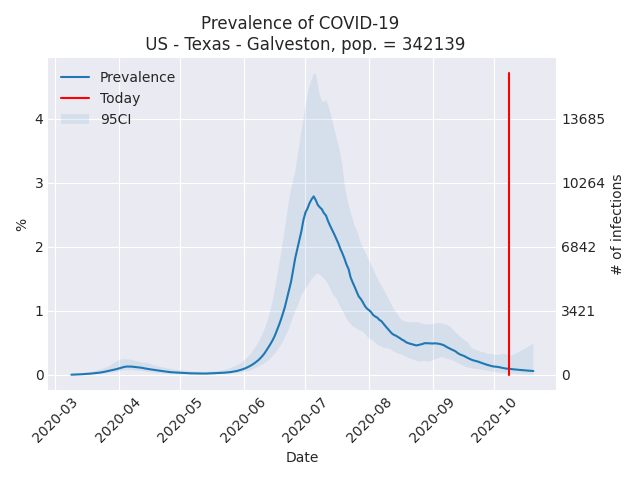 Prevalence of COVID-19
US - Texas - Galveston, pop. = 342139
Prevalence
Today
95CI
%
4
3
2
1
0
13685
10264
6842
3421
0
# of infections
2020-03
2020-04
2020-05
2020-06
2020-07
2020-08
2020-09
2020-10
Date